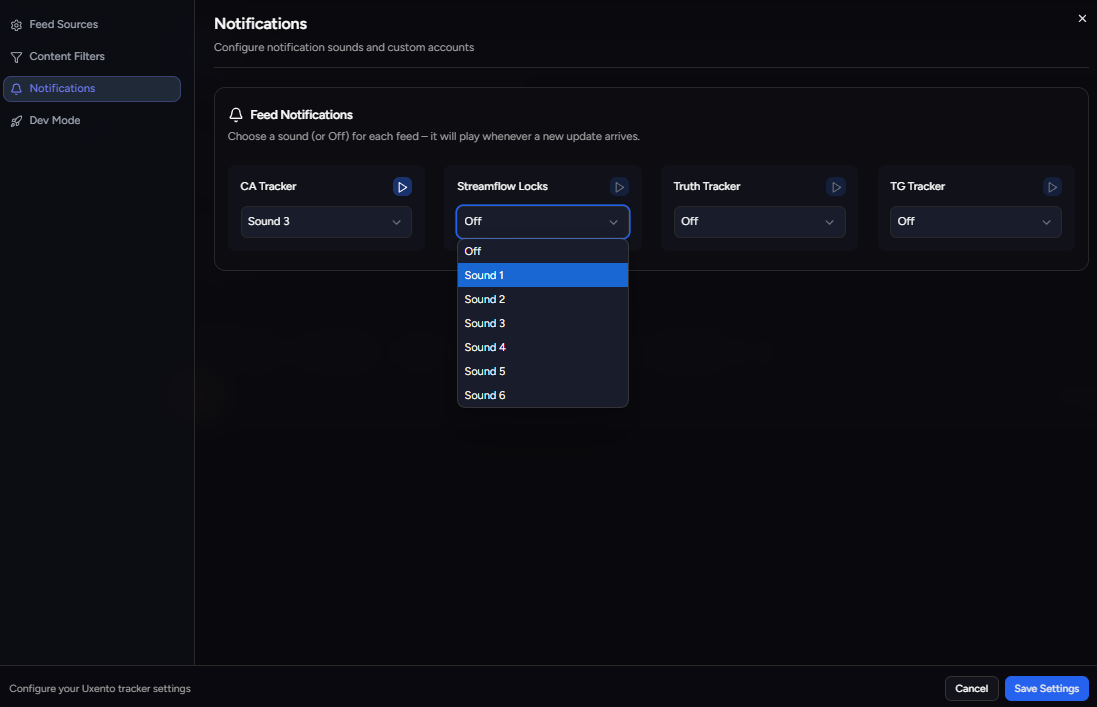 Feed Sources
Content Filters
Notifications
Dev Mode
Notifications
Configure notification sounds and custom accounts
Feed Notifications
Choose a sound (or Off) for each feed – it will play whenever a new update arrives.
CA Tracker
Sound 3
Streamflow Locks
Off
Off
Sound 1
Sound 2
Sound 3
Sound 4
Sound 5
Sound 6
Truth Tracker
Off
TG Tracker
Off
Configure your Uxento tracker settings
Cancel
Save Settings